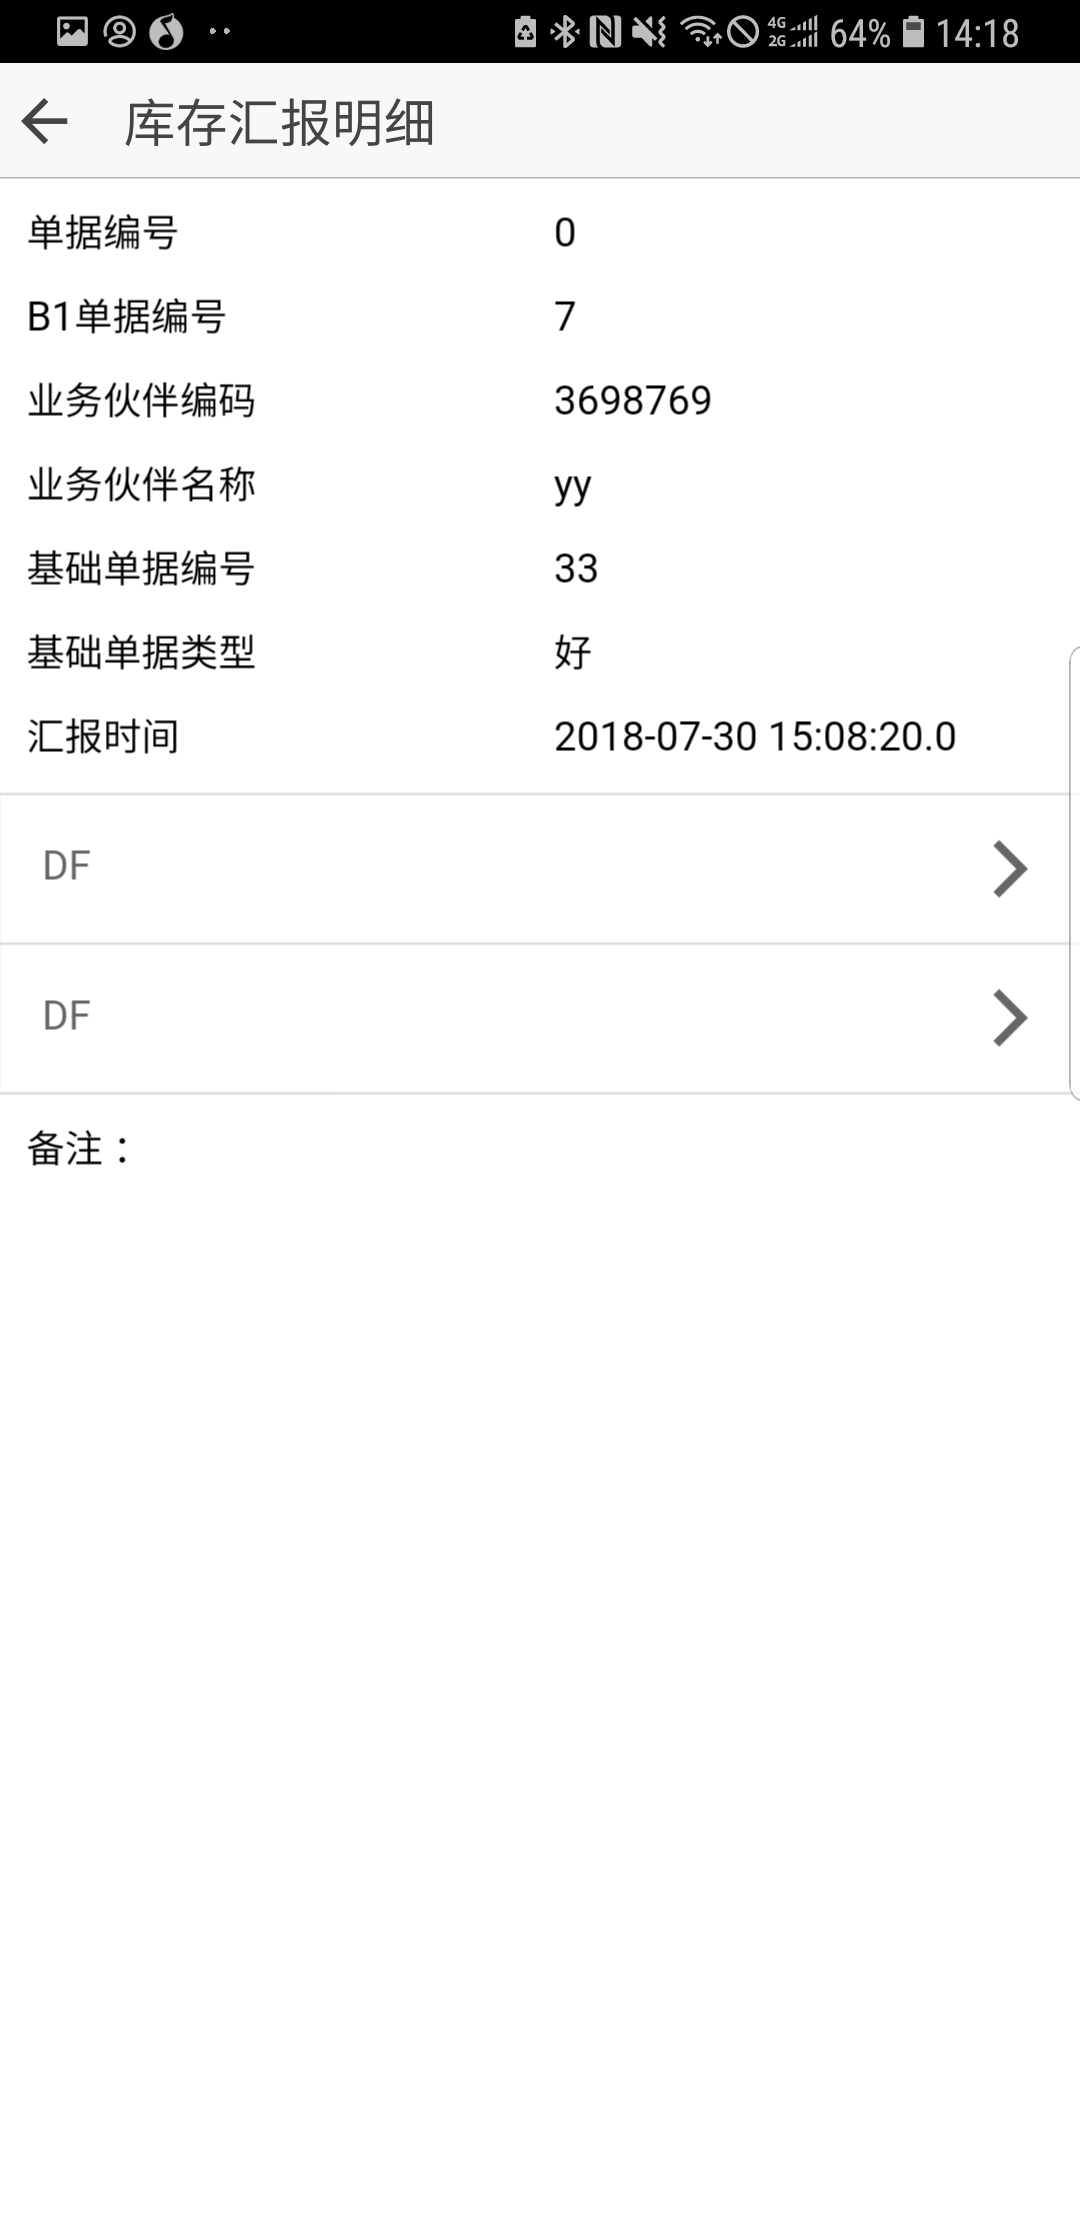 4G 2G 64% 14:18
库存汇报明细
单据编号 0
B1单据编号 7
业务伙伴编码 3698769
业务伙伴名称 yy
基础单据编号 33
基础单据类型 好
汇报时间 2018-07-30 15:08:20.0
DF
DF
备注：